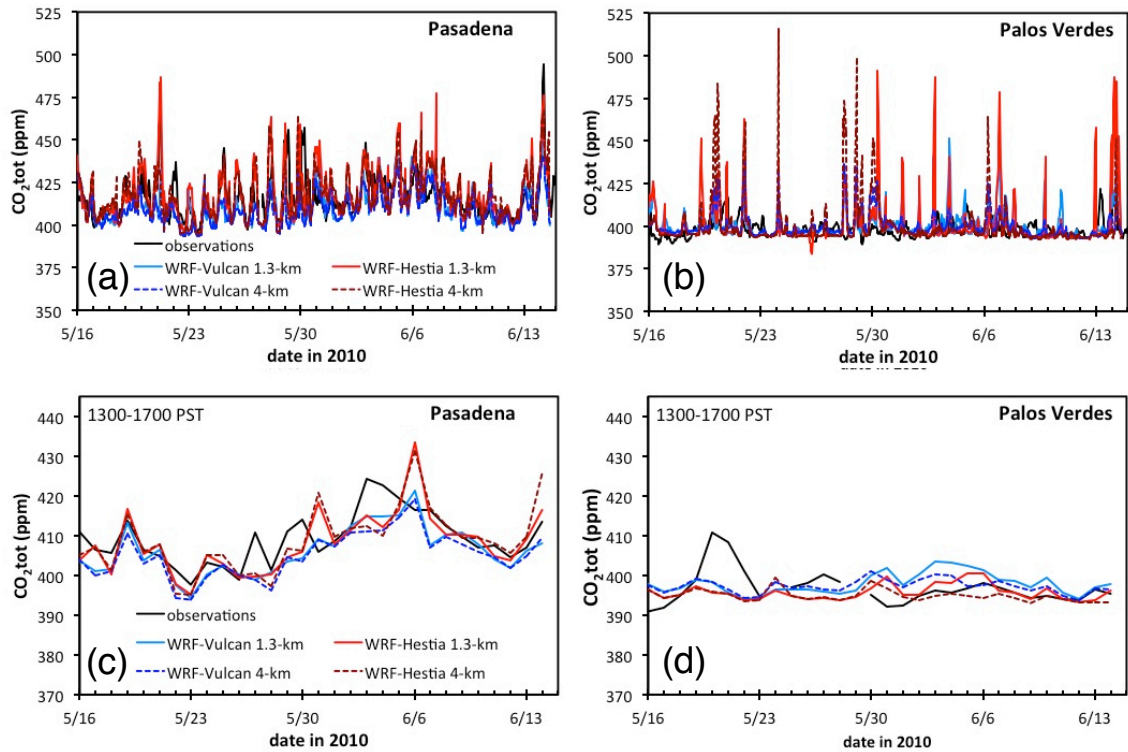 525
500
475
450
425
400
375
350
CO2tot (ppm)
Pasadena
observations
WRF-Vulcan 1.3-km WRF-Hestia 1.3-km
WRF-Vulcan 4-km WRF-Hestia 4-km
(a)
5/16 5/23 5/30 6/6 6/13
date in 2010
525
500
475
450
425
400
375
350
CO2tot (ppm)
Palos Verdes
(b)
5/16 5/23 5/30 6/6 6/13
date in 2010
440
430
420
410
400
390
380
370
CO2tot (ppm)
1300-1700 PST Pasadena
observations
WRF-Vulcan 1.3-km WRF-Hestia 1.3-km
WRF-Vulcan 4-km WRF-Hestia 4-km
(c)
5/16 5/23 5/30 6/6 6/13
date in 2010
440
430
420
410
400
390
380
370
CO2tot (ppm)
1300-1700 PST Palos Verdes
(d)
5/16 5/23 5/30 6/6 6/13
date in 2010